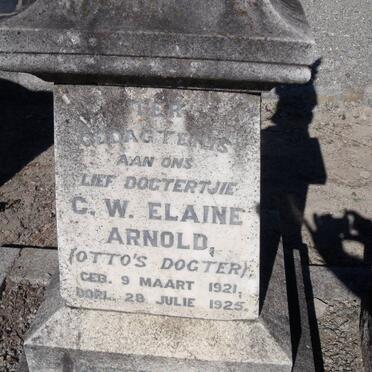 TER
GEDAGTENIS
AAN ONS
LIEF DOGTERTJIE
C. W. ELAINE
ARNOLD,
(OTTO'S DOGTER),
GEB. 9 MAART 1921,
OORL. 28 JULIE 1925.